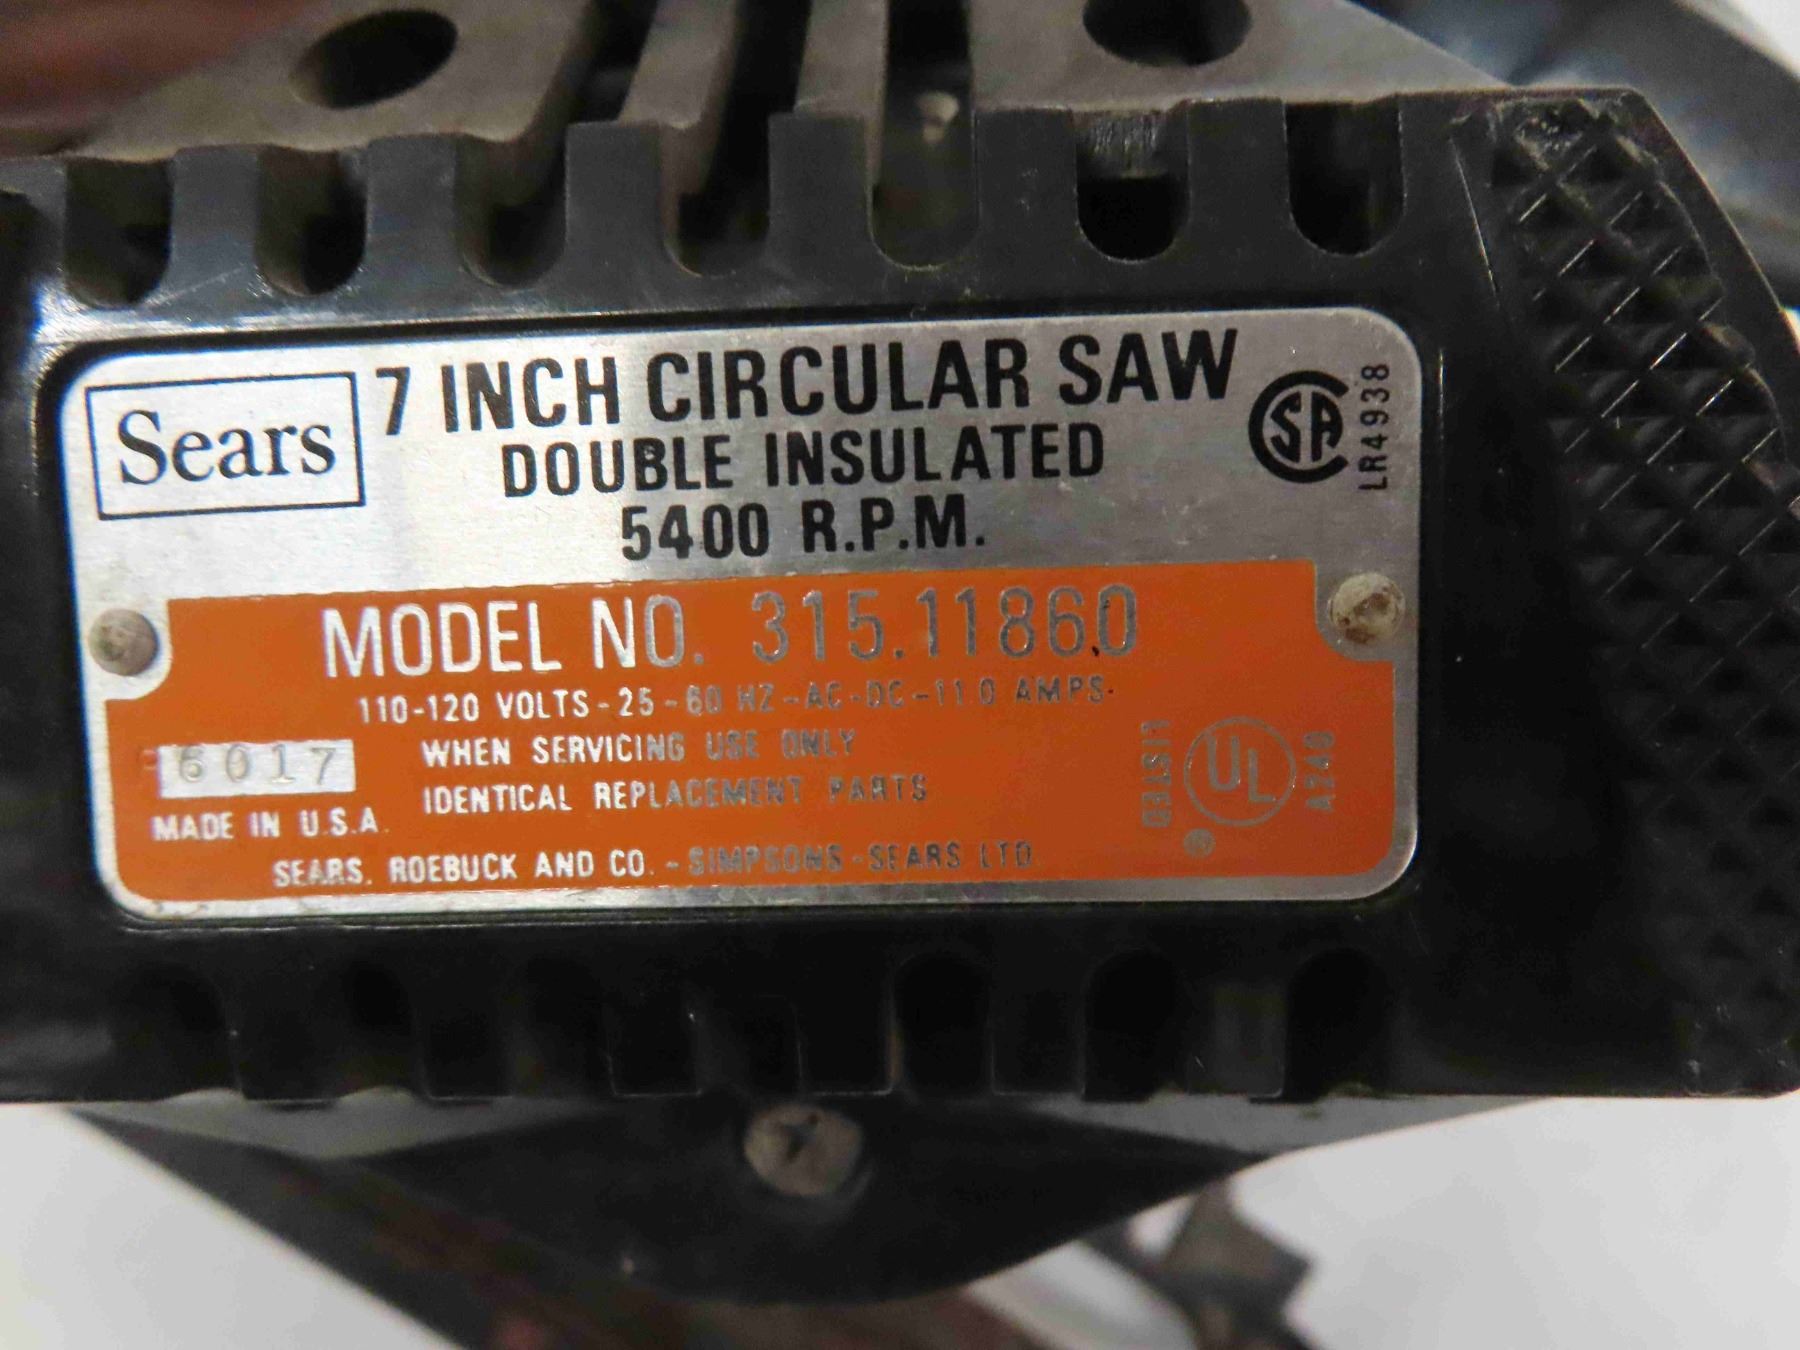 Sears
7 INCH CIRCULAR SAW
DOUBLE INSULATED
5400 R.P.M.
CSA
LR4938
MODEL NO. 315.11860
110-120 VOLTS-25-60 HZ-AC-DC-11.0 AMPS.
6017
MADE IN U.S.A.
WHEN SERVICING USE ONLY
IDENTICAL REPLACEMENT PARTS
LISTED
UL
®
A240
SEARS, ROEBUCK AND CO. - SIMPSONS-SEARS LTD.